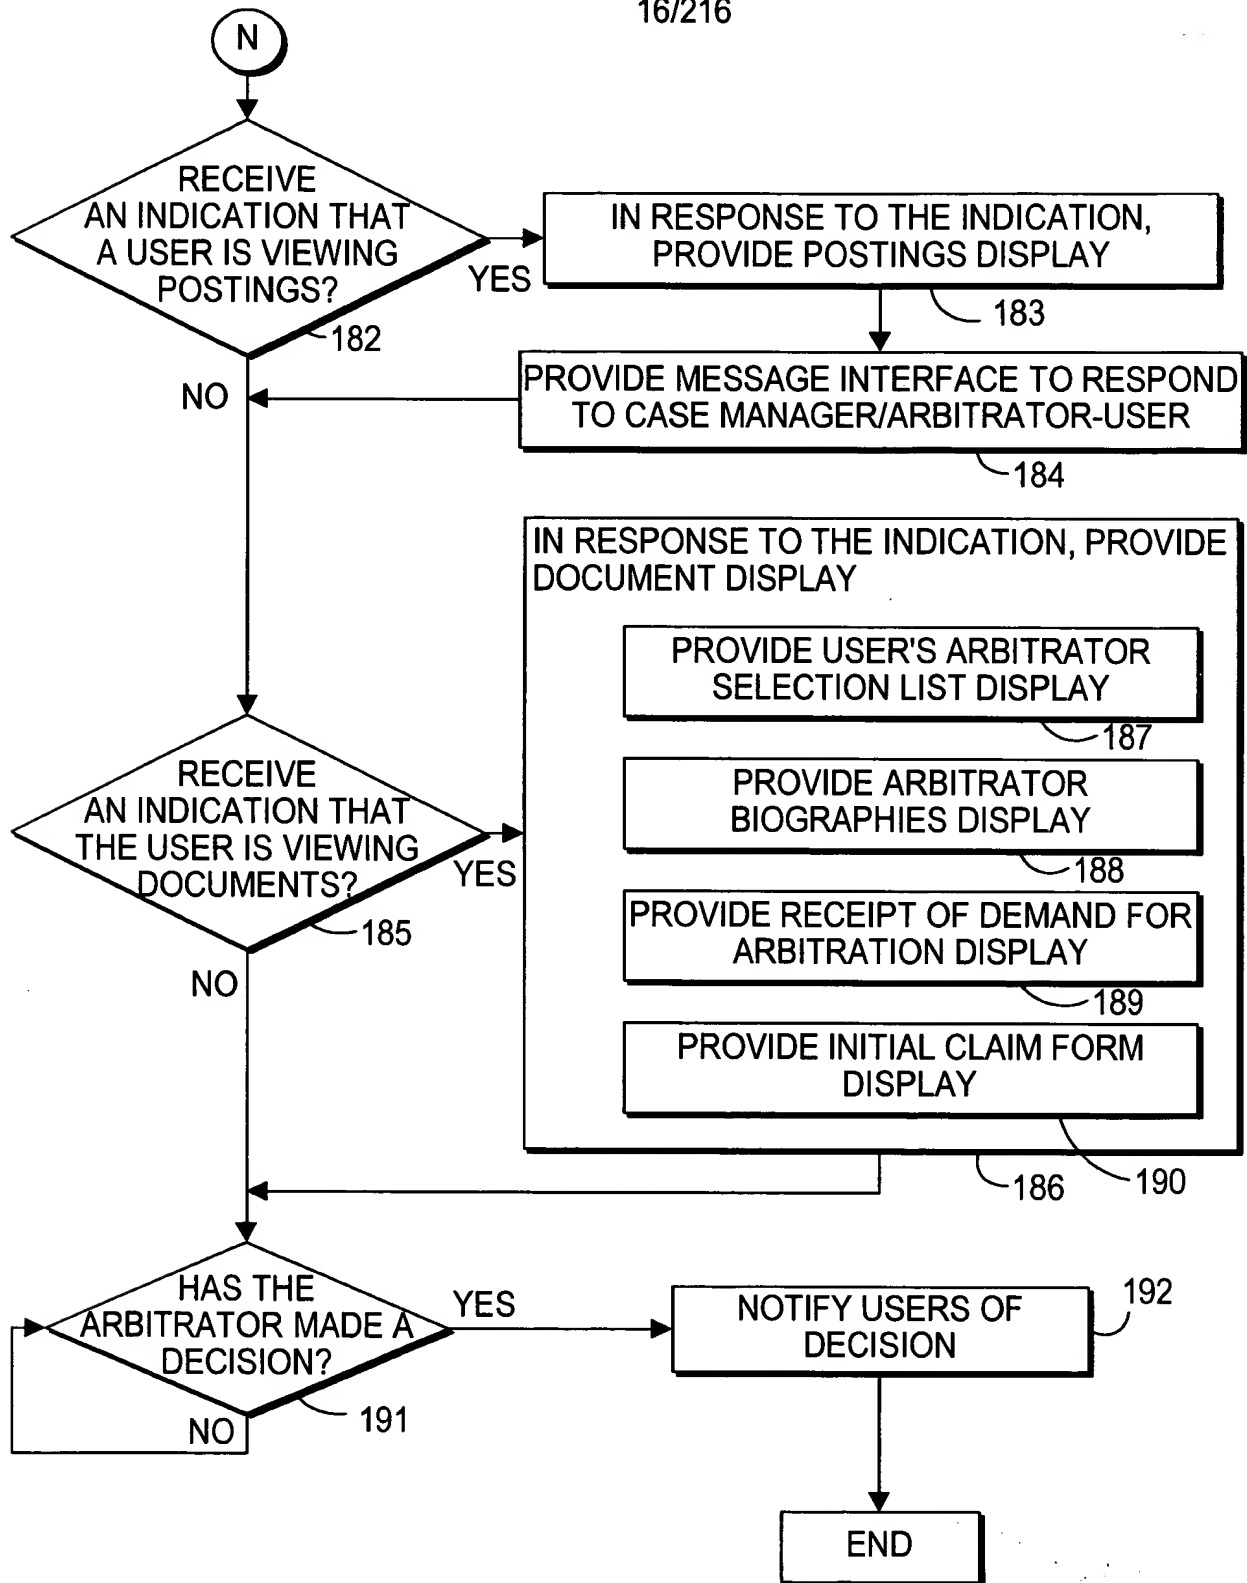 16/216
N
RECEIVE
AN INDICATION THAT
A USER IS VIEWING
POSTINGS?
182
YES
IN RESPONSE TO THE INDICATION,
PROVIDE POSTINGS DISPLAY
183
NO
PROVIDE MESSAGE INTERFACE TO RESPOND
TO CASE MANAGER/ARBITRATOR-USER
184
RECEIVE
AN INDICATION THAT
THE USER IS VIEWING
DOCUMENTS?
185
YES
IN RESPONSE TO THE INDICATION, PROVIDE
DOCUMENT DISPLAY
PROVIDE USER'S ARBITRATOR
SELECTION LIST DISPLAY
187
PROVIDE ARBITRATOR
BIOGRAPHIES DISPLAY
188
PROVIDE RECEIPT OF DEMAND FOR
ARBITRATION DISPLAY
189
PROVIDE INITIAL CLAIM FORM
DISPLAY
190
186
NO
HAS THE
ARBITRATOR MADE A
DECISION?
191
NO
YES
NOTIFY USERS OF
DECISION
192
END